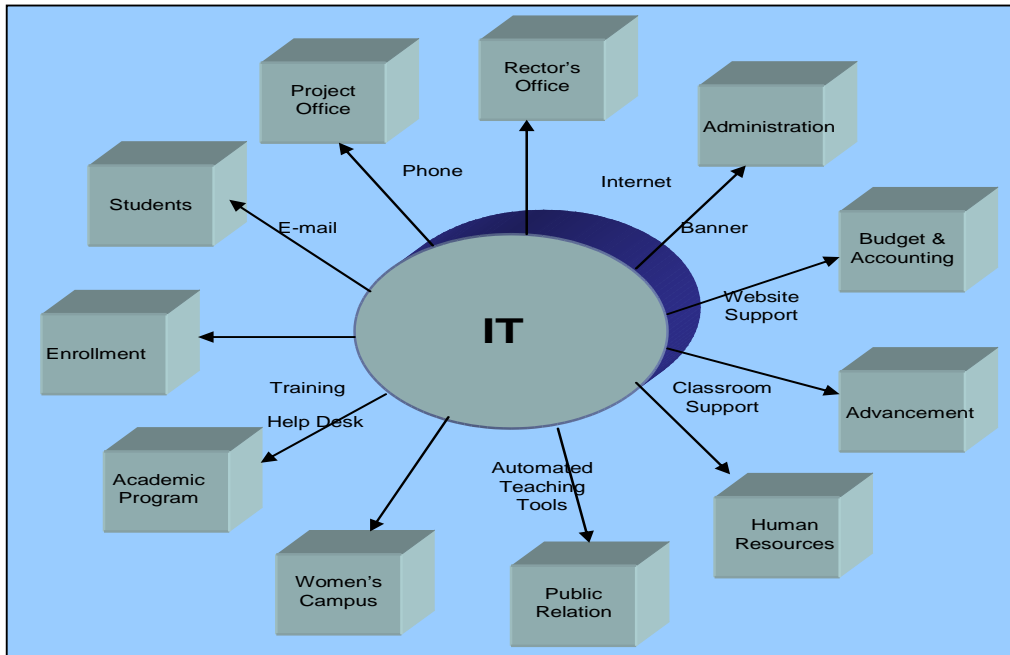 Rector's
Office
Project
Office
Administration
Phone
Internet
Students
E-mail
Banner
Budget &
Accounting
Website
Support
IT
Enrollment
Training
Classroom
Support
Advancement
Help Desk
Academic
Program
Automated
Teaching
Tools
Human
Resources
Women's
Campus
Public
Relation